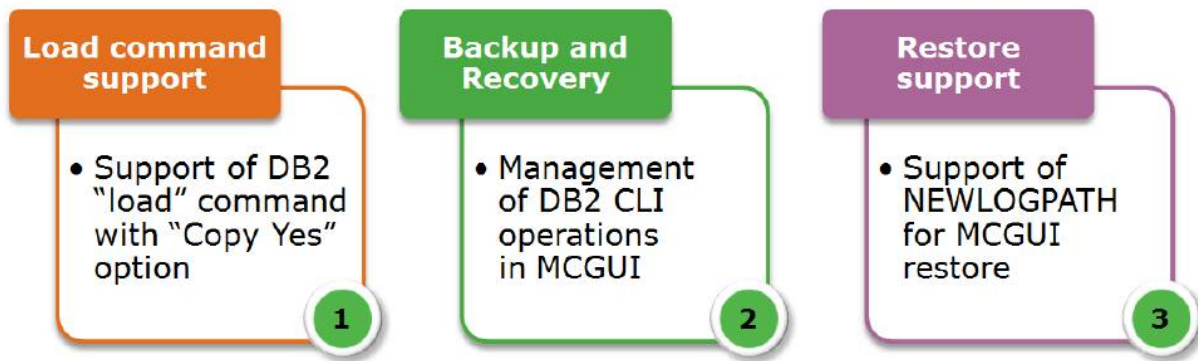 Load command
support
• Support of DB2
"load" command
with "Copy Yes"
option
1
Backup and
Recovery
• Management
of DB2 CLI
operations
in MCGUI
2
Restore
support
• Support of
NEWLOGPATH
for MCGUI
restore
3